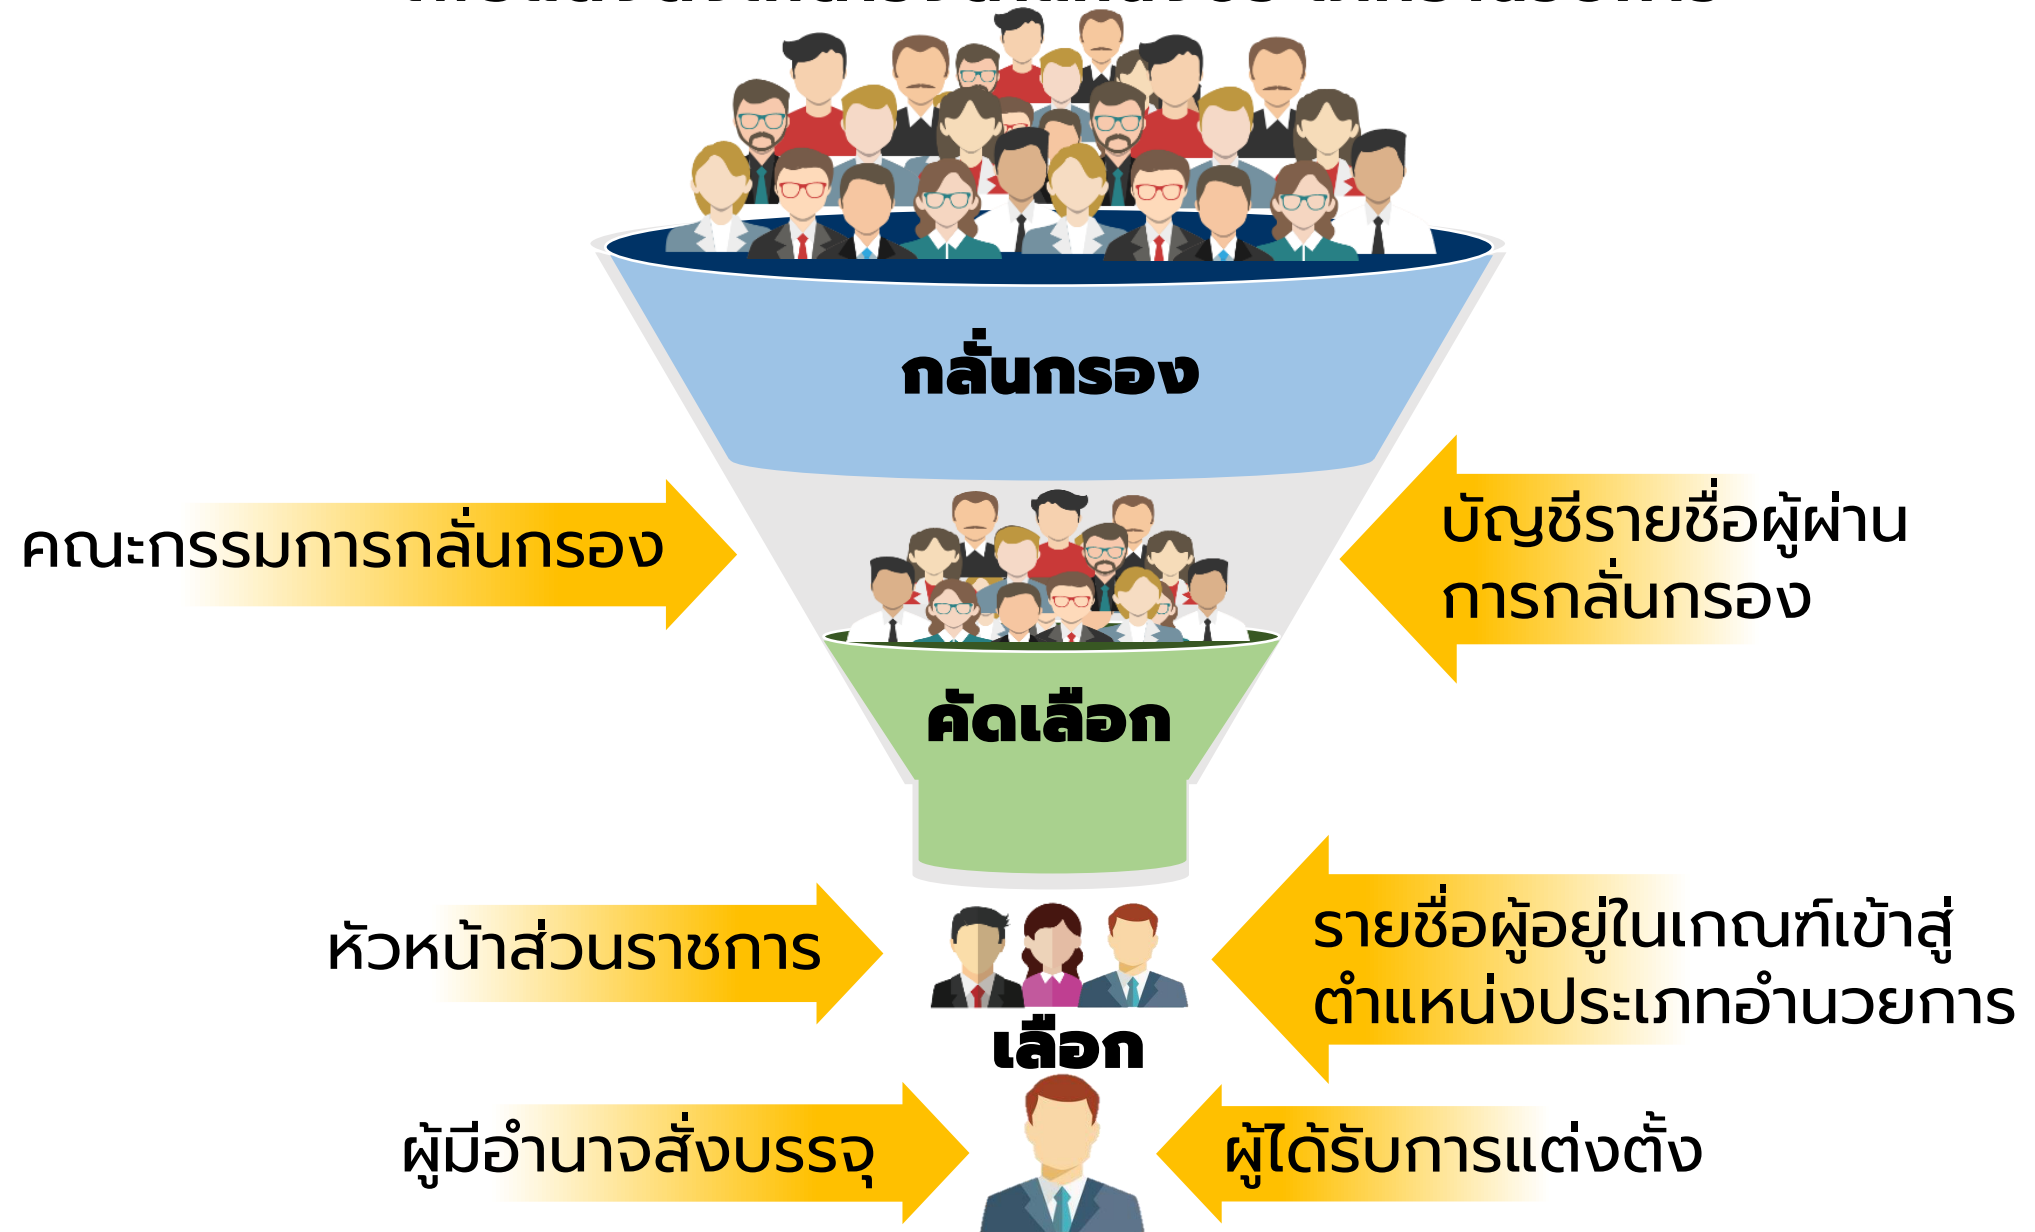 กลั่นกรอง
คณะกรรมการกลั่นกรอง
บัญชีรายชื่อผู้ผ่าน
การกลั่นกรอง
คัดเลือก
หัวหน้าส่วนราชการ
รายชื่อผู้อยู่ในเกณฑ์เข้าสู่
ตำแหน่งประเภทอำนวยการ
เลือก
ผู้มีอำนาจสั่งบรรจุ
ผู้ได้รับการแต่งตั้ง